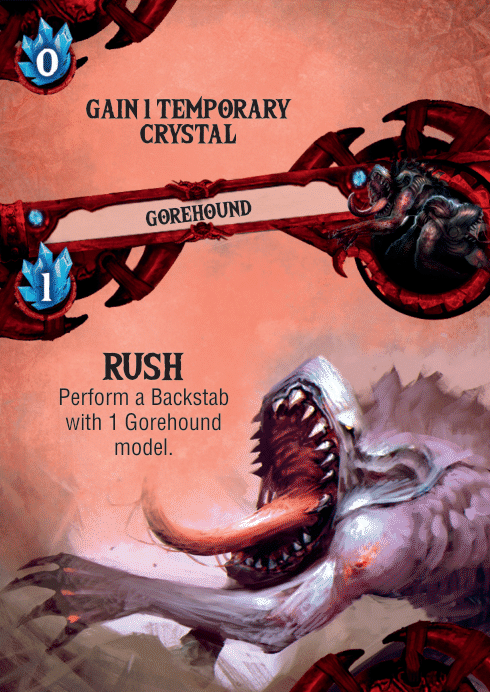 0
GAIN 1 TEMPORARY
CRYSTAL
GOREHOUND
1
RUSH
Perform a Backstab
with 1 Gorehound
model.